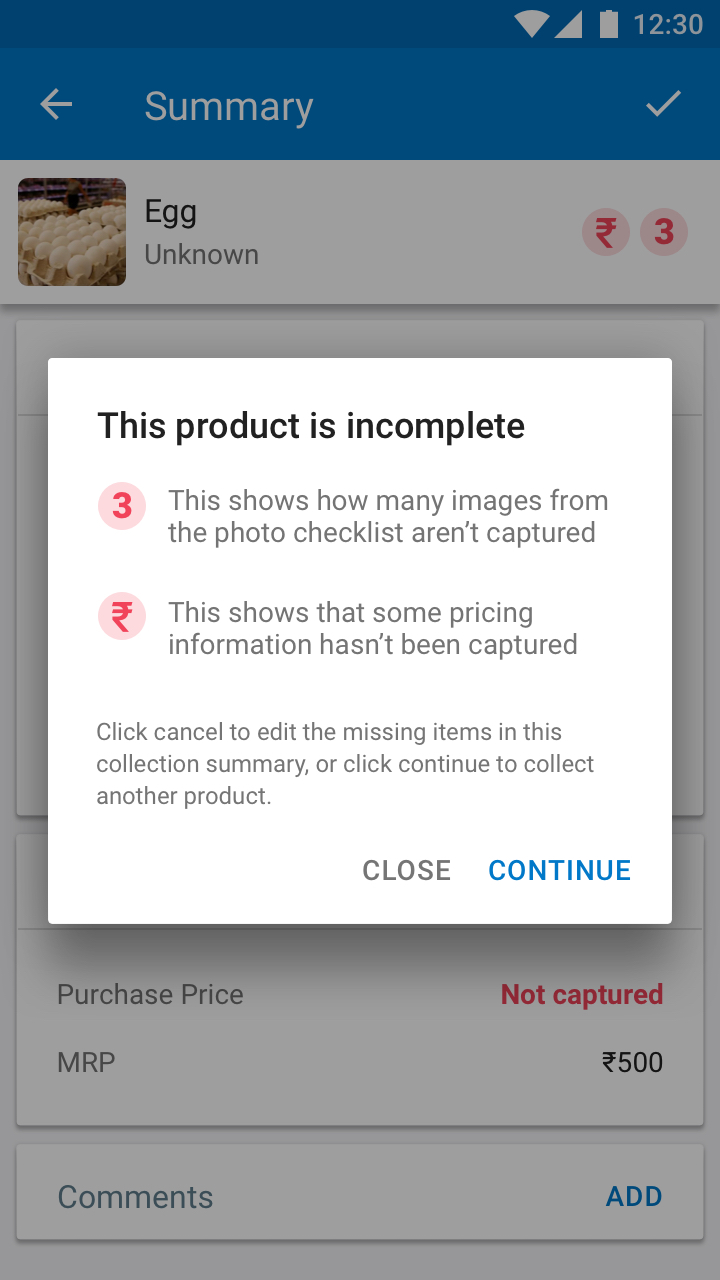 12:30
Summary
Egg
Unknown
₹ 3
This product is incomplete
3 This shows how many images from
the photo checklist aren’t captured
₹ This shows that some pricing
information hasn’t been captured
Click cancel to edit the missing items in this
collection summary, or click continue to collect
another product.
CLOSE CONTINUE
Purchase Price Not captured
MRP ₹500
Comments ADD